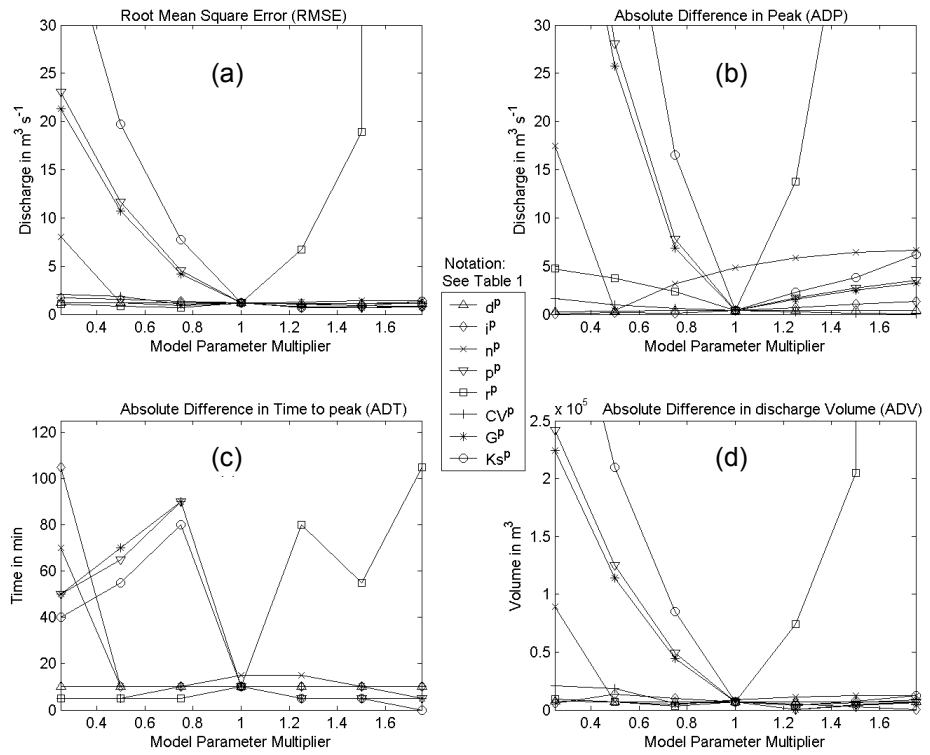 Root Mean Square Error (RMSE)
30
25
20
15
10
5
0
Discharge in m³ s⁻¹
(a)
0.4 0.6 0.8 1 1.2 1.4 1.6
Model Parameter Multiplier
Absolute Difference in Peak (ADP)
30
25
20
15
10
5
0
Discharge in m³ s⁻¹
(b)
0.4 0.6 0.8 1 1.2 1.4 1.6
Model Parameter Multiplier
Notation:
See Table 1
dᵖ
iᵖ
nᵖ
pᵖ
rᵖ
CVᵖ
Gᵖ
Ksᵖ
Absolute Difference in Time to peak (ADT)
120
100
80
60
40
20
0
Time in min
(c)
0.4 0.6 0.8 1 1.2 1.4 1.6
Model Parameter Multiplier
x 10⁵ Absolute Difference in discharge Volume (ADV)
2.5
2
1.5
1
0.5
0
Volume in m³
(d)
0.4 0.6 0.8 1 1.2 1.4 1.6
Model Parameter Multiplier